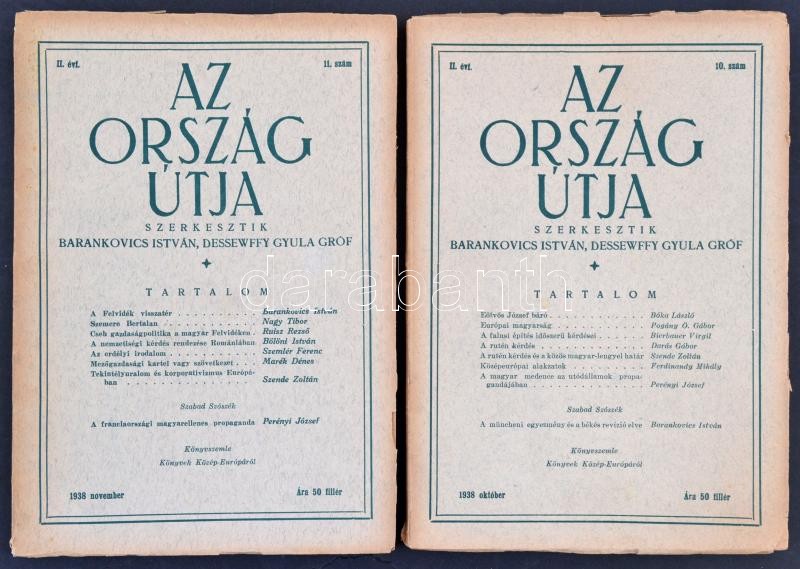 II. évf. 11. szám
AZ
ORSZÁG
ÚTJA
SZERKESZTIK
BARANKOVICS ISTVÁN, DESSEWFFY GYULA GRÓF
TARTALOM
A Felvidék visszatér . . . . . . . . . . Barankovics István
Szemere Bertalan . . . . . . . . . . . Nagy Tibor
Cseh gazdaságpolitika a magyar Felvidéken . Ruisz Rezső
A nemzetiségi kérdés rendezése Romániában Bölöni István
Az erdélyi irodalom . . . . . . . . . . Szemlér Ferenc
Mezőgazdasági kartel vagy szövetkezet . . Marék Dénes
Tekintélyuralom és korporativizmus Európá-
ban . . . . . . . . . . . . . Szende Zoltán
Szabad Szószék
A franciaországi magyarellenes propaganda Perényi József
Könyvszemle
Könyvek Közép-Európáról
1938 november Ára 50 fillér
II. évf. 10. szám
AZ
ORSZÁG
ÚTJA
SZERKESZTIK
BARANKOVICS ISTVÁN, DESSEWFFY GYULA GRÓF
TARTALOM
Eötvös József báró . . . . . . . . . . Bóka László
Európai magyarság . . . . . . . . . . Pogány Ö. Gábor
A falusi építés időszerű kérdései . . . . . Bierbauer Virgil
A rutén kérdés . . . . . . . . . . . . Darás Gábor
A rutén kérdés és a közös magyar-lengyel határ Szende Zoltán
Középeurópai alakzatok . . . . . . . . Ferdinandy Mihály
A magyar medence az utódállamok propa-
gandájában . . . . . . . . . . . Perényi József
Szabad Szószék
A müncheni egyezmény és a békés revízió elve Barankovics István
Könyvszemle
Könyvek Közép-Európáról
1938 október Ára 50 fillér
darabanth